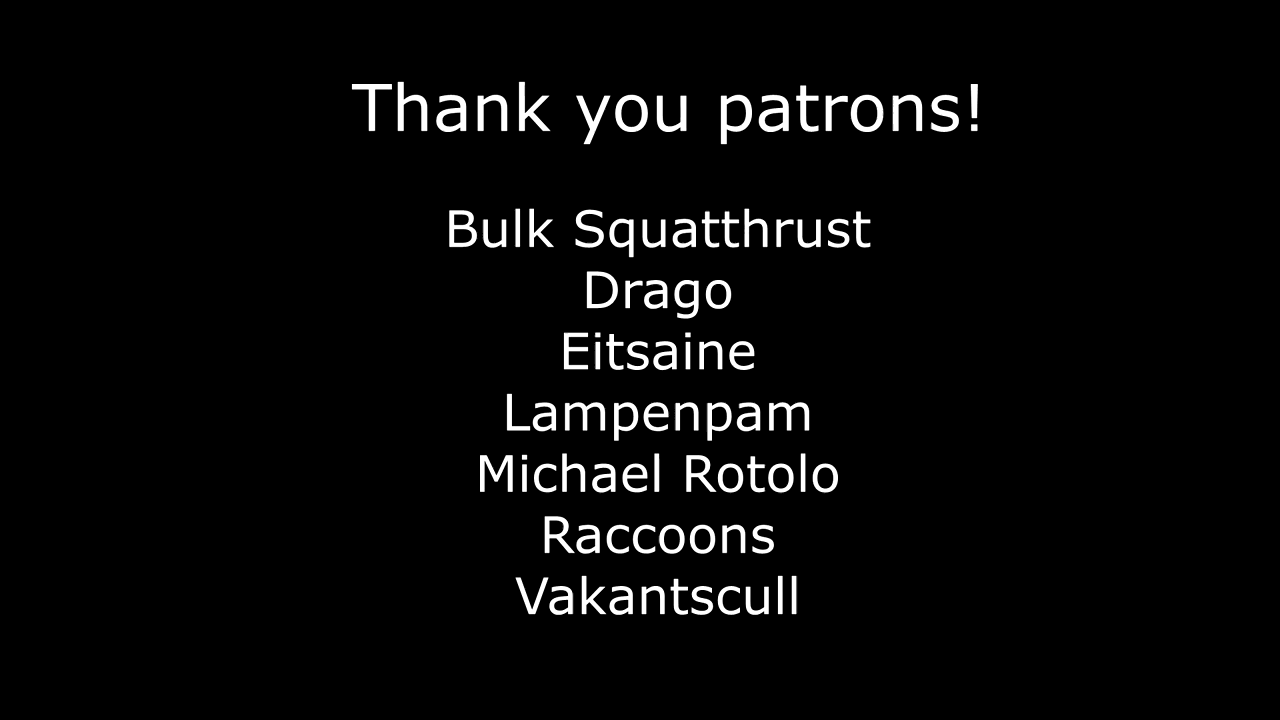 Thank you patrons!
Bulk Squatthrust
Drago
Eitsaine
Lampenpam
Michael Rotolo
Raccoons
Vakantscull